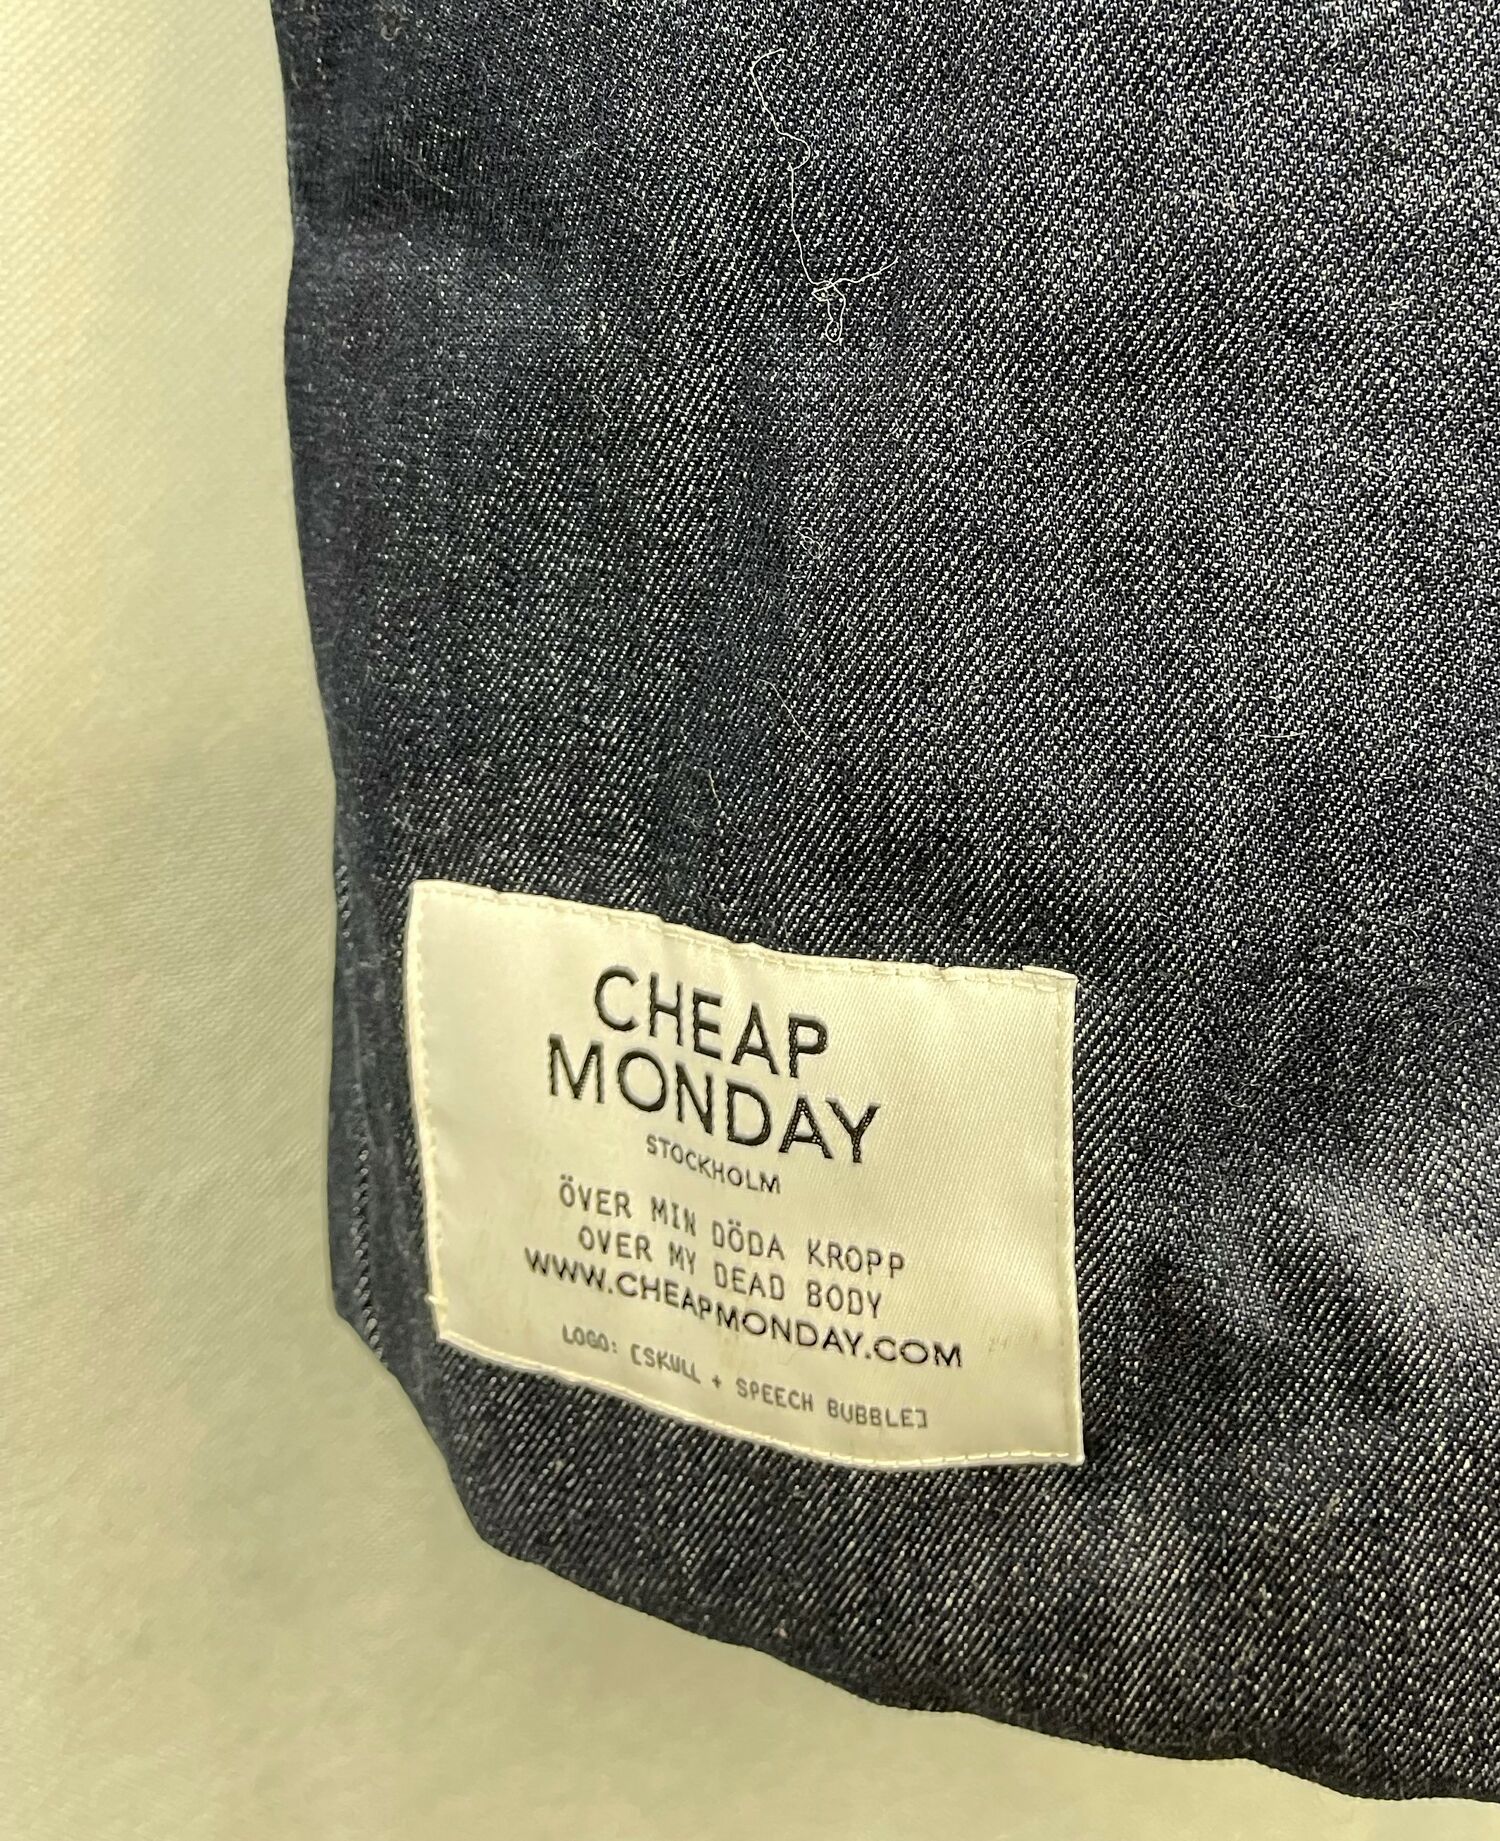 CHEAP
MONDAY
STOCKHOLM
ÖVER MIN DÖDA KROPP
OVER MY DEAD BODY
WWW.CHEAPMONDAY.COM
LOGO: [SKULL + SPEECH BUBBLE]